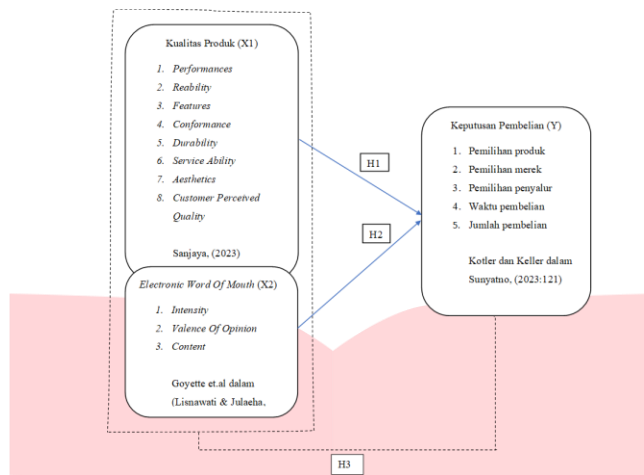 Kualitas Produk (X1)
1. Performances
2. Reability
3. Features
4. Conformance
5. Durability
6. Service Ability
7. Aesthetics
8. Customer Perceived
Quality
Sanjaya, (2023)
Electronic Word Of Mouth (X2)
1. Intensity
2. Valence Of Opinion
3. Content
Goyette et.al dalam
(Lisnawati & Julaeha,
H1
H2
Keputusan Pembelian (Y)
1. Pemilihan produk
2. Pemilihan merek
3. Pemilihan penyalur
4. Waktu pembelian
5. Jumlah pembelian
Kotler dan Keller dalam
Sunyatno, (2023:121)
H3